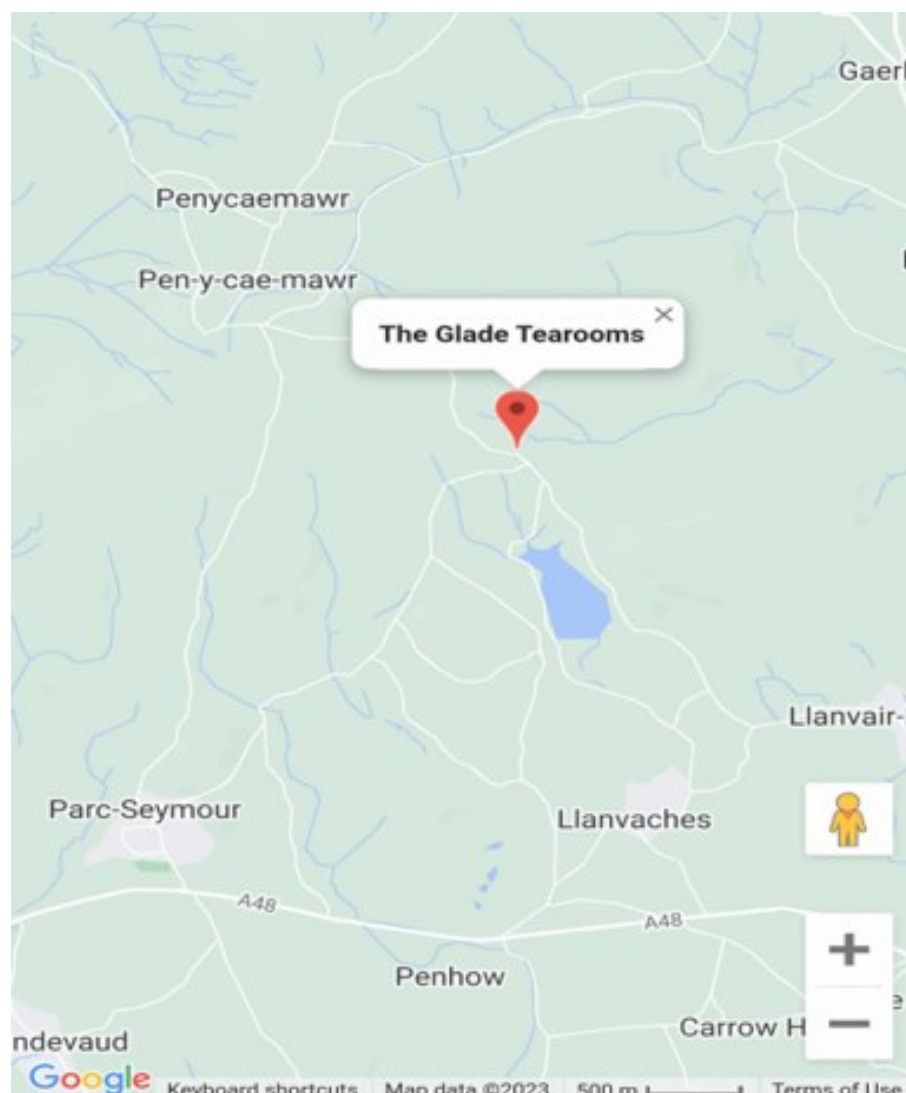 Gaerl
Penycaemawr
Pen-y-cae-mawr
The Glade Tearooms
Llanvair-
Parc-Seymour
Llanvaches
A48
A48
Penhow
Carrow H
ndevaud
Google
Keyboard shortcuts
Map data ©2023
500 m
Terms of Use